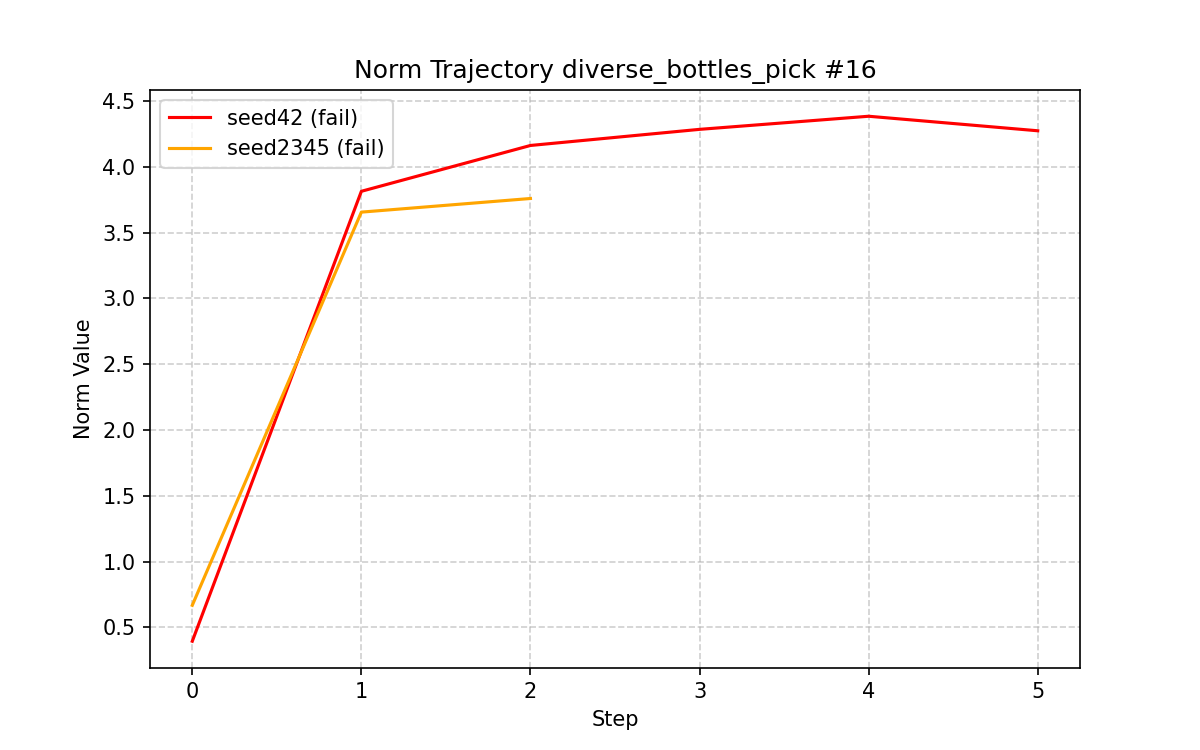 Norm Trajectory diverse_bottles_pick #16
seed42 (fail)
seed2345 (fail)
Norm Value
4.5
4.0
3.5
3.0
2.5
2.0
1.5
1.0
0.5
0 1 2 3 4 5
Step